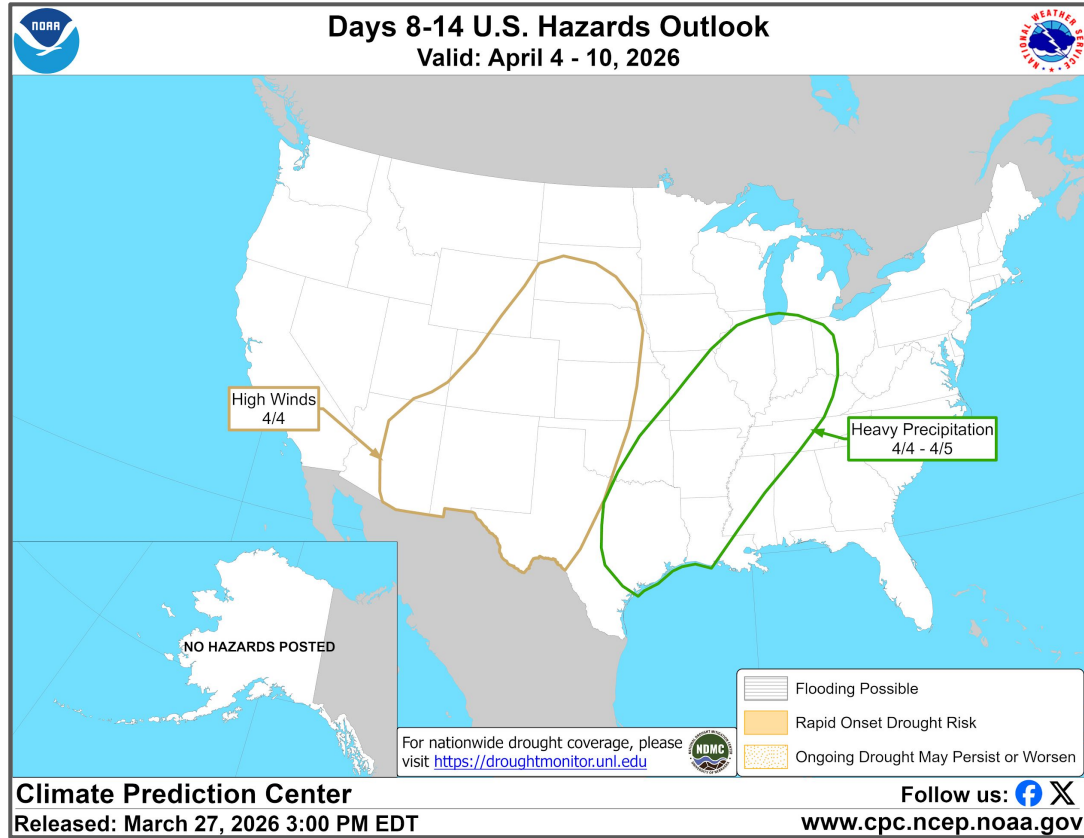 NOAA
Days 8-14 U.S. Hazards Outlook
Valid: April 4 - 10, 2026
NATIONAL WEATHER SERVICE
High Winds
4/4
Heavy Precipitation
4/4 - 4/5
NO HAZARDS POSTED
For nationwide drought coverage, please
visit https://droughtmonitor.unl.edu
NDMC
Flooding Possible
Rapid Onset Drought Risk
Ongoing Drought May Persist or Worsen
Climate Prediction Center
Follow us:
Released: March 27, 2026 3:00 PM EDT
www.cpc.ncep.noaa.gov